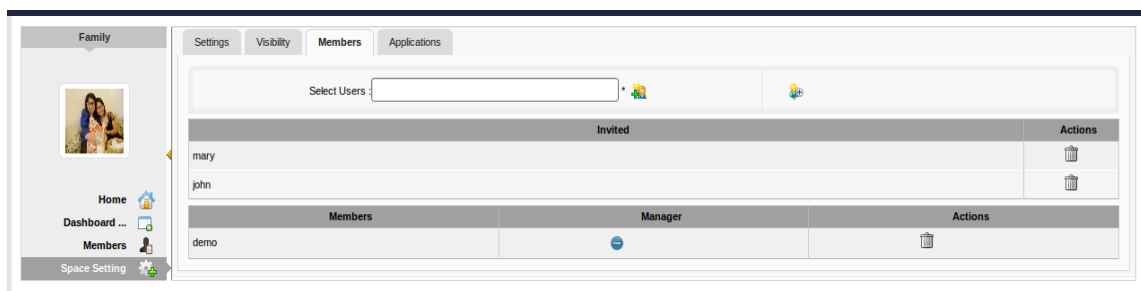 Family
Settings Visibility Members Applications
Select Users : *
Invited Actions
mary
john
Members Manager Actions
demo
Home
Dashboard ...
Members
Space Setting